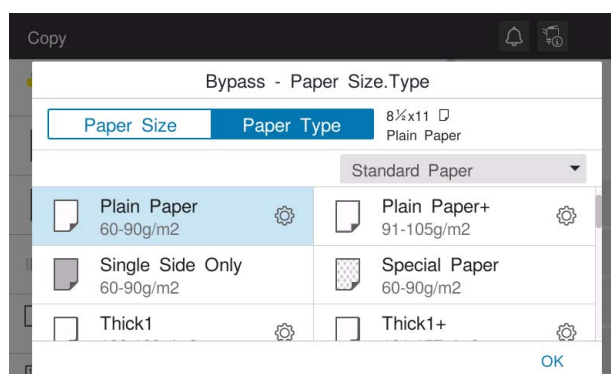 Copy
Bypass - Paper Size.Type
Paper Size
Paper Type
8½x11
Plain Paper
Standard Paper
Plain Paper
60-90g/m2
Plain Paper+
91-105g/m2
Single Side Only
60-90g/m2
Special Paper
60-90g/m2
Thick1
Thick1+
OK